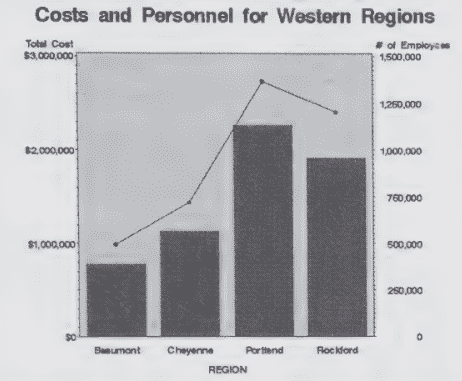 Costs and Personnel for Western Regions
Total Cost
# of Employees
$3,000,000
1,500,000
1,250,000
$2,000,000
1,000,000
750,000
$1,000,000
500,000
250,000
$0
0
Beaumont
Cheyenne
Portland
Rockford
REGION